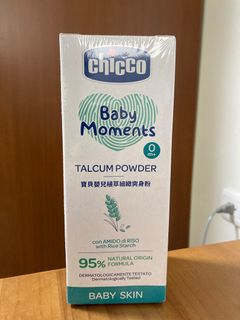 chicco
Baby
Moments
0
m+
TALCUM POWDER
寶貝嬰兒植萃細緻爽身粉
con AMIDO di RISO
with Rice Starch
95% NATURAL ORIGIN
FORMULA
DERMATOLOGICAMENTE TESTATO
Dermatologically Tested
BABY SKIN